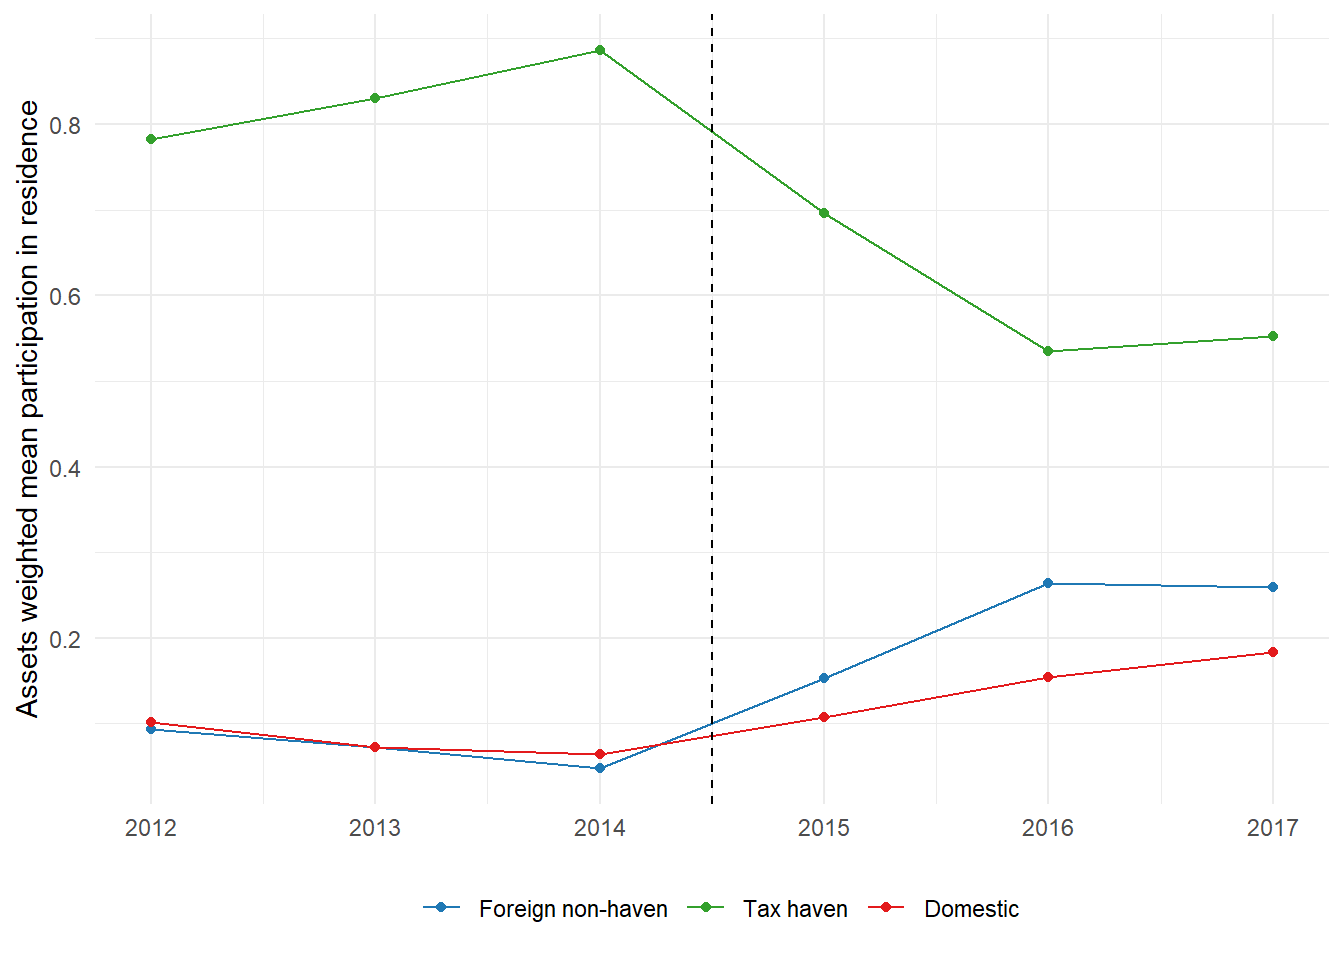 Assets weighted mean participation in residence
0.8
0.6
0.4
0.2
2012 2013 2014 2015 2016 2017
Foreign non-haven Tax haven Domestic